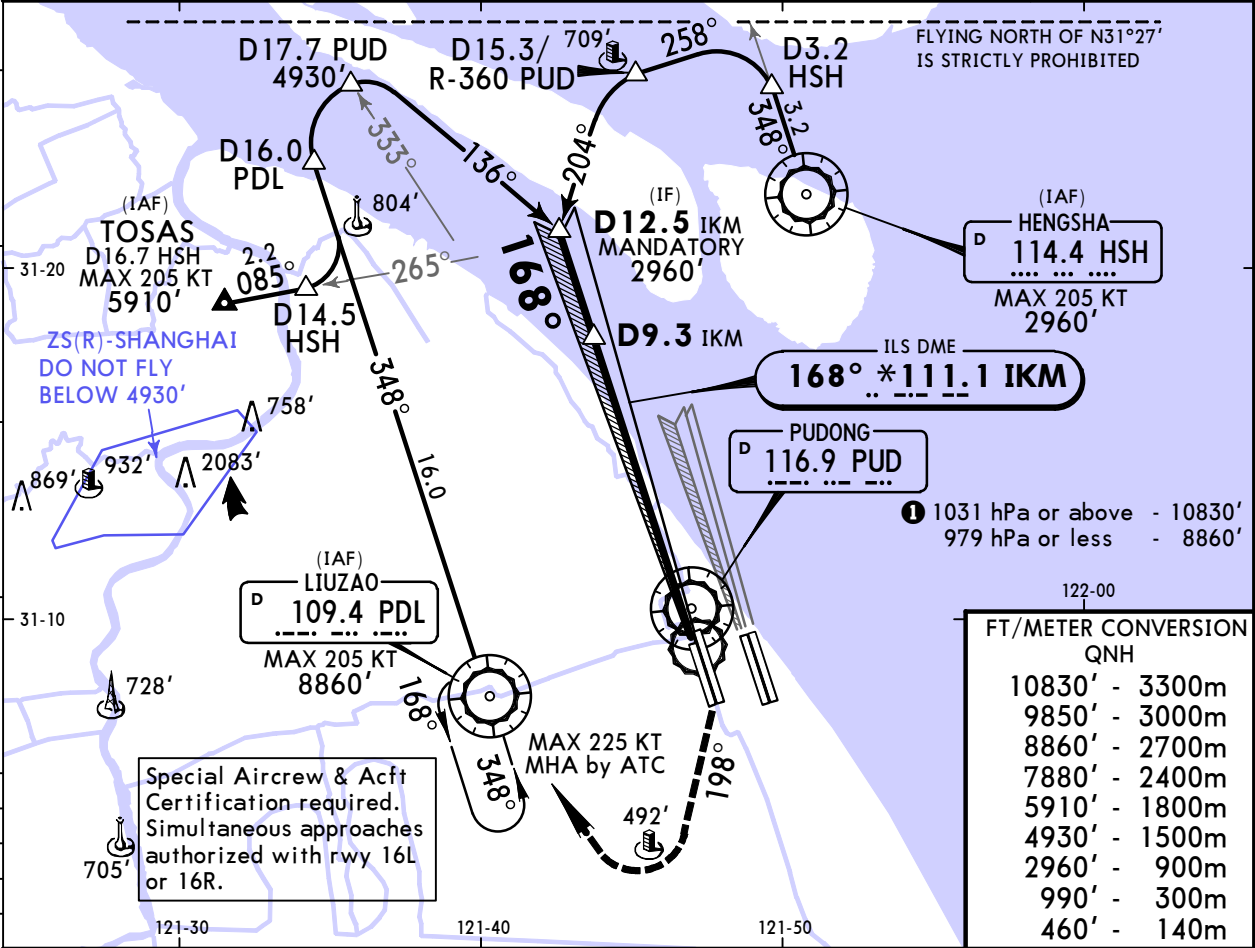 D17.7 PUD
4930'
D15.3/
R-360 PUD
709'
258°
D3.2
HSH
FLYING NORTH OF N31°27'
IS STRICTLY PROHIBITED
3.2
348°
333°
136°
204°
D16.0
PDL
804'
(IAF)
TOSAS
D16.7 HSH
MAX 205 KT
5910'
2.2
085°
265°
D14.5
HSH
(IF)
D12.5 IKM
MANDATORY
2960'
168°
D9.3 IKM
(IAF)
HENGSHA
D 114.4 HSH
MAX 205 KT
2960'
31-20
ZS(R)-SHANGHAI
DO NOT FLY
BELOW 4930'
ILS DME
168° *111.1 IKM
PUDONG
D 116.9 PUD
348°
16.0
758'
869'
932'
2083'
1 1031 hPa or above - 10830'
979 hPa or less - 8860'
(IAF)
LIUZAO
D 109.4 PDL
MAX 205 KT
8860'
31-10
122-00
168°
348°
728'
MAX 225 KT
MHA by ATC
198°
492'
705'
Special Aircrew & Acft
Certification required.
Simultaneous approaches
authorized with rwy 16L
or 16R.
121-30
121-40
121-50
FT/METER CONVERSION
QNH
10830' - 3300m
9850' - 3000m
8860' - 2700m
7880' - 2400m
5910' - 1800m
4930' - 1500m
2960' - 900m
990' - 300m
460' - 140m